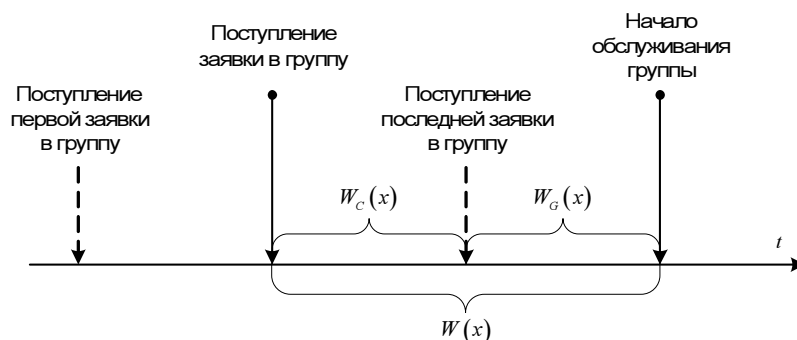 Начало
обслуживания
группы
Поступление
заявки в группу
Поступление
первой заявки
в группу
Поступление
последней заявки
в группу
W_C(x)
W_G(x)
t
W(x)